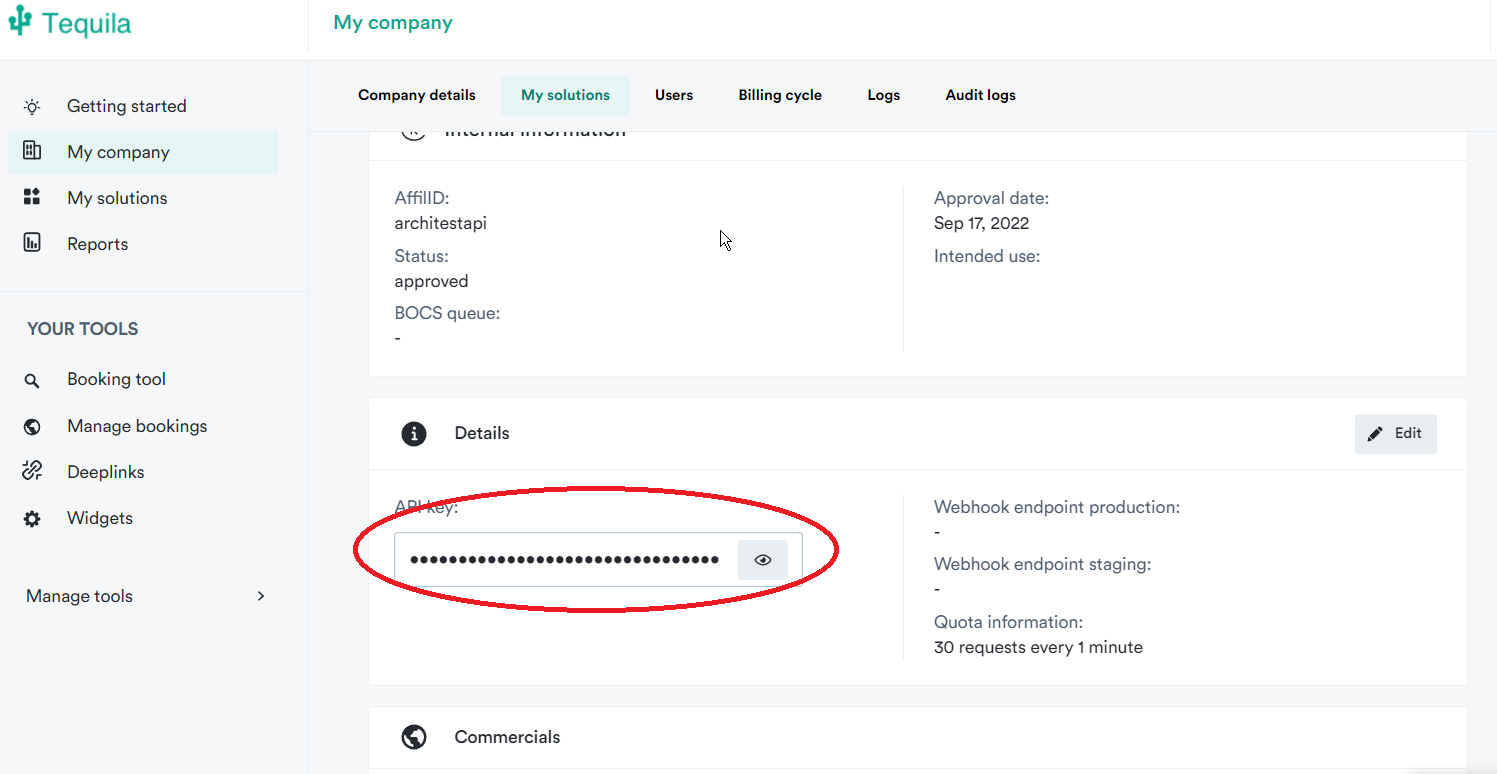 Tequila
My company
Getting started
My company
My solutions
Reports
YOUR TOOLS
Booking tool
Manage bookings
Deeplinks
Widgets
Manage tools
Company details
My solutions
Users
Billing cycle
Logs
Audit logs
Internal information
AffilID:
architestapi
Status:
approved
BOCS queue:
-
Approval date:
Sep 17, 2022
Intended use:
Details
Edit
API key:
••••••••••••••••••••••••••••••••
Webhook endpoint production:
-
Webhook endpoint staging:
-
Quota information:
30 requests every 1 minute
Commercials